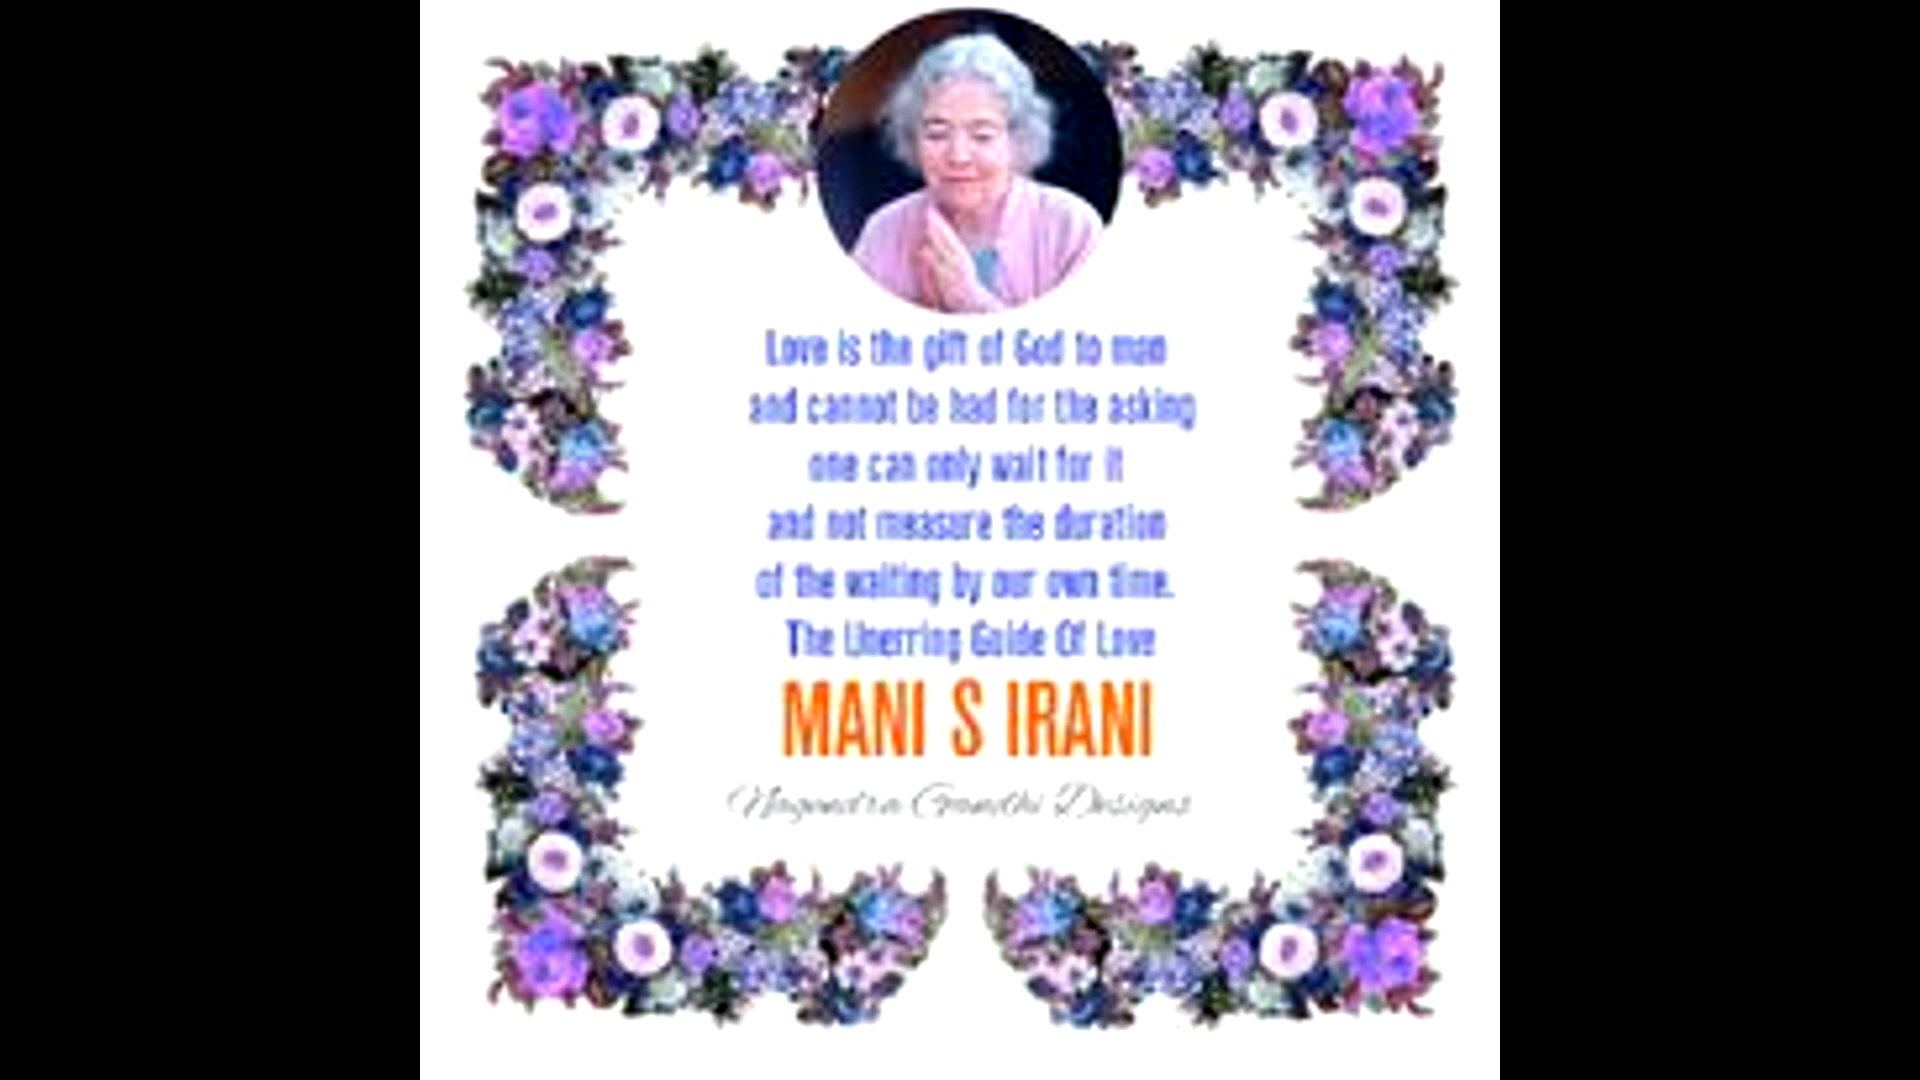 Love is the gift of God to man
and cannot be had for the asking
one can only wait for it
and not measure the duration
of the waiting by our own time.
The Unerring Guide Of Love
MANI S IRANI
Nagendra Gandhi Designs